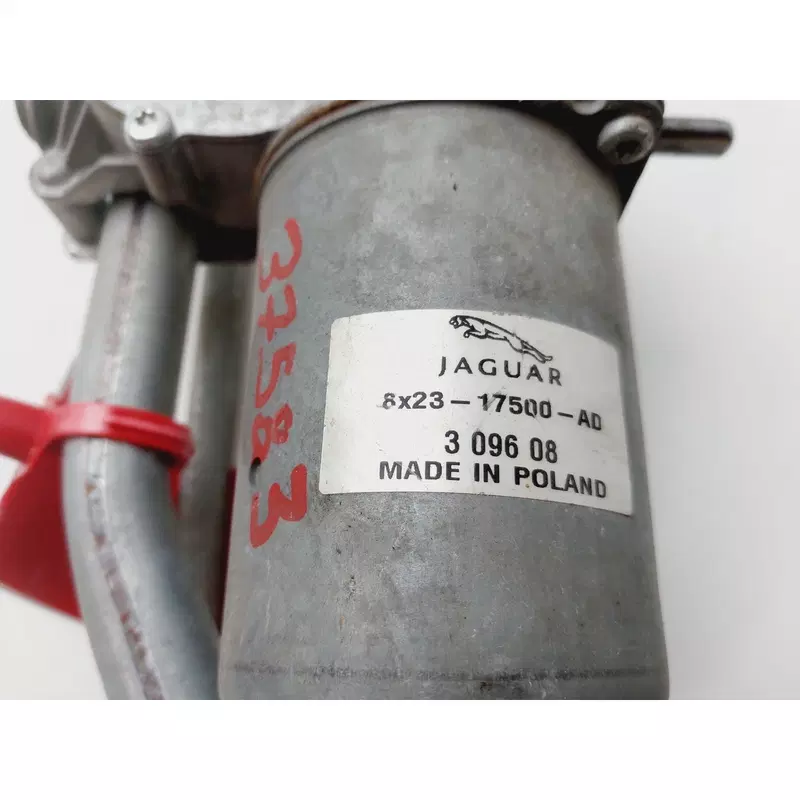 37583
JAGUAR
8x23-17500-AD
3 096 08
MADE IN POLAND